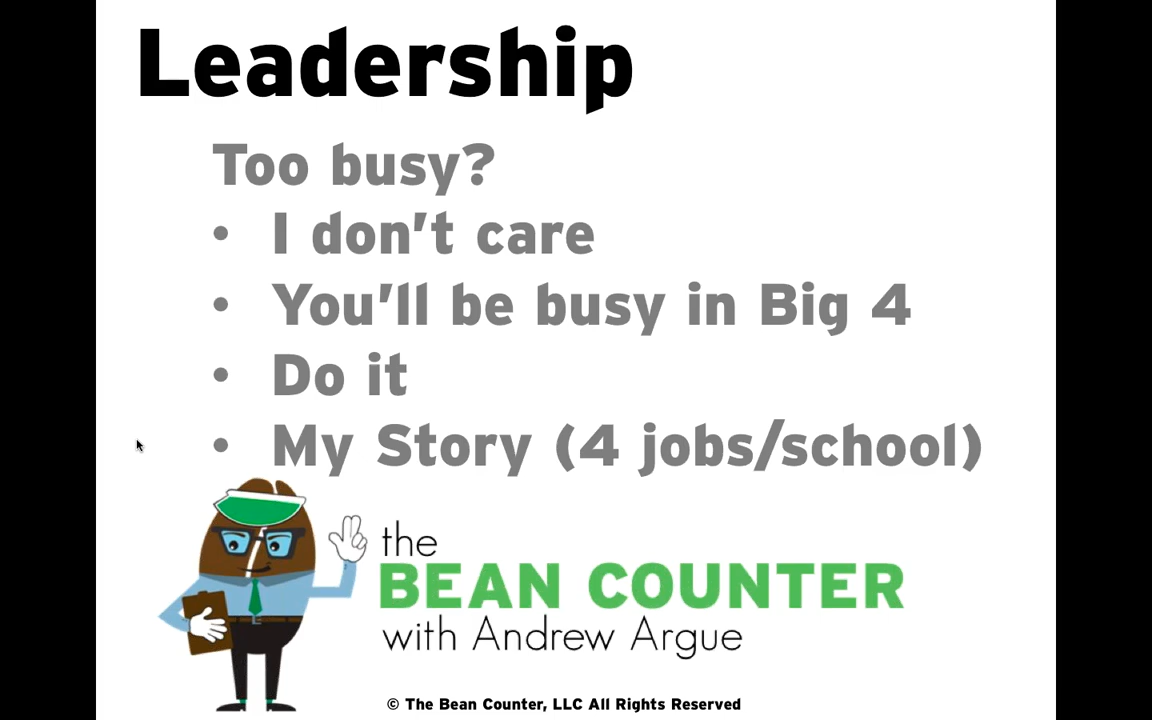 Leadership
Too busy?
• I don't care
• You'll be busy in Big 4
• Do it
• My Story (4 jobs/school)
the
BEAN COUNTER
with Andrew Argue
© The Bean Counter, LLC All Rights Reserved